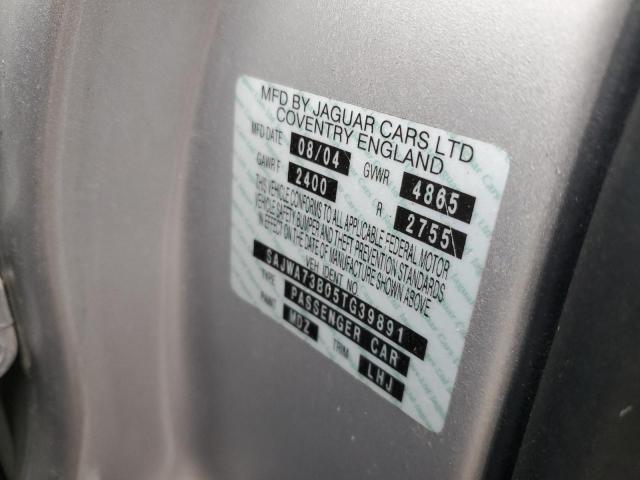 MFD BY JAGUAR CARS LTD
COVENTRY ENGLAND
MFD DATE 08/04 GVWR 4865
GAWR F 2400 R 2755
THIS VEHICLE CONFORMS TO ALL APPLICABLE FEDERAL MOTOR
VEHICLE SAFETY BUMPER AND THEFT PREVENTION STANDARDS
IN EFFECT ON THE DATE OF MANUFACTURE SHOWN ABOVE.
VEH. IDENT NO.
SAJWA73B05TG39891
TYPE PASSENGER CAR
PAINT MDZ TRIM LHJ